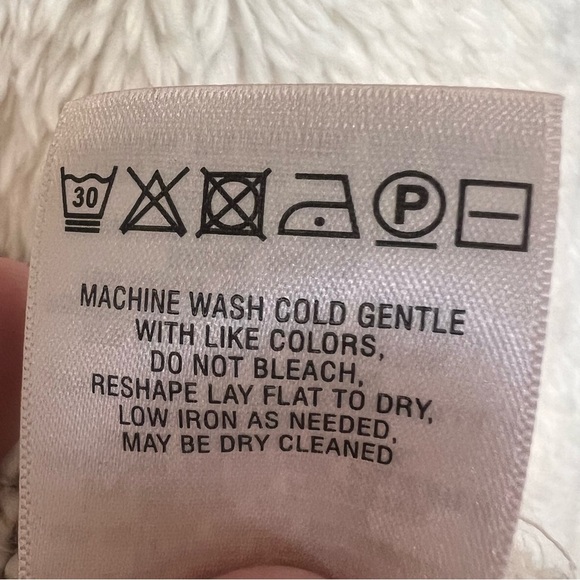 30 P
MACHINE WASH COLD GENTLE
WITH LIKE COLORS,
DO NOT BLEACH,
RESHAPE LAY FLAT TO DRY,
LOW IRON AS NEEDED,
MAY BE DRY CLEANED